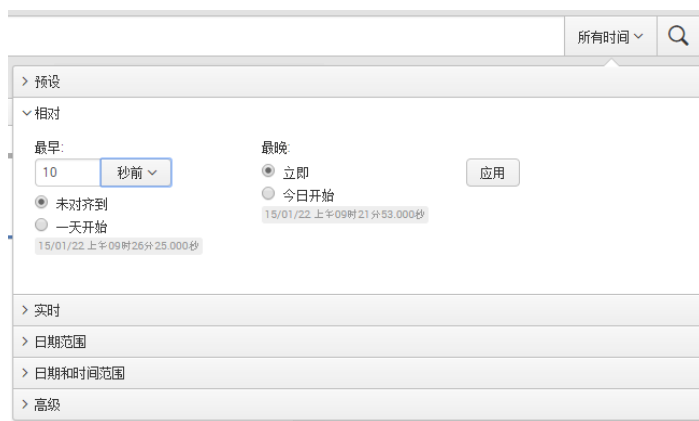 所有时间
预设
相对
最早:
最晚:
10 秒前
立即
应用
未对齐到
今日开始
一天开始
15/01/22 上午09时21分53.000秒
15/01/22 上午09时26分25.000秒
实时
日期范围
日期和时间范围
高级